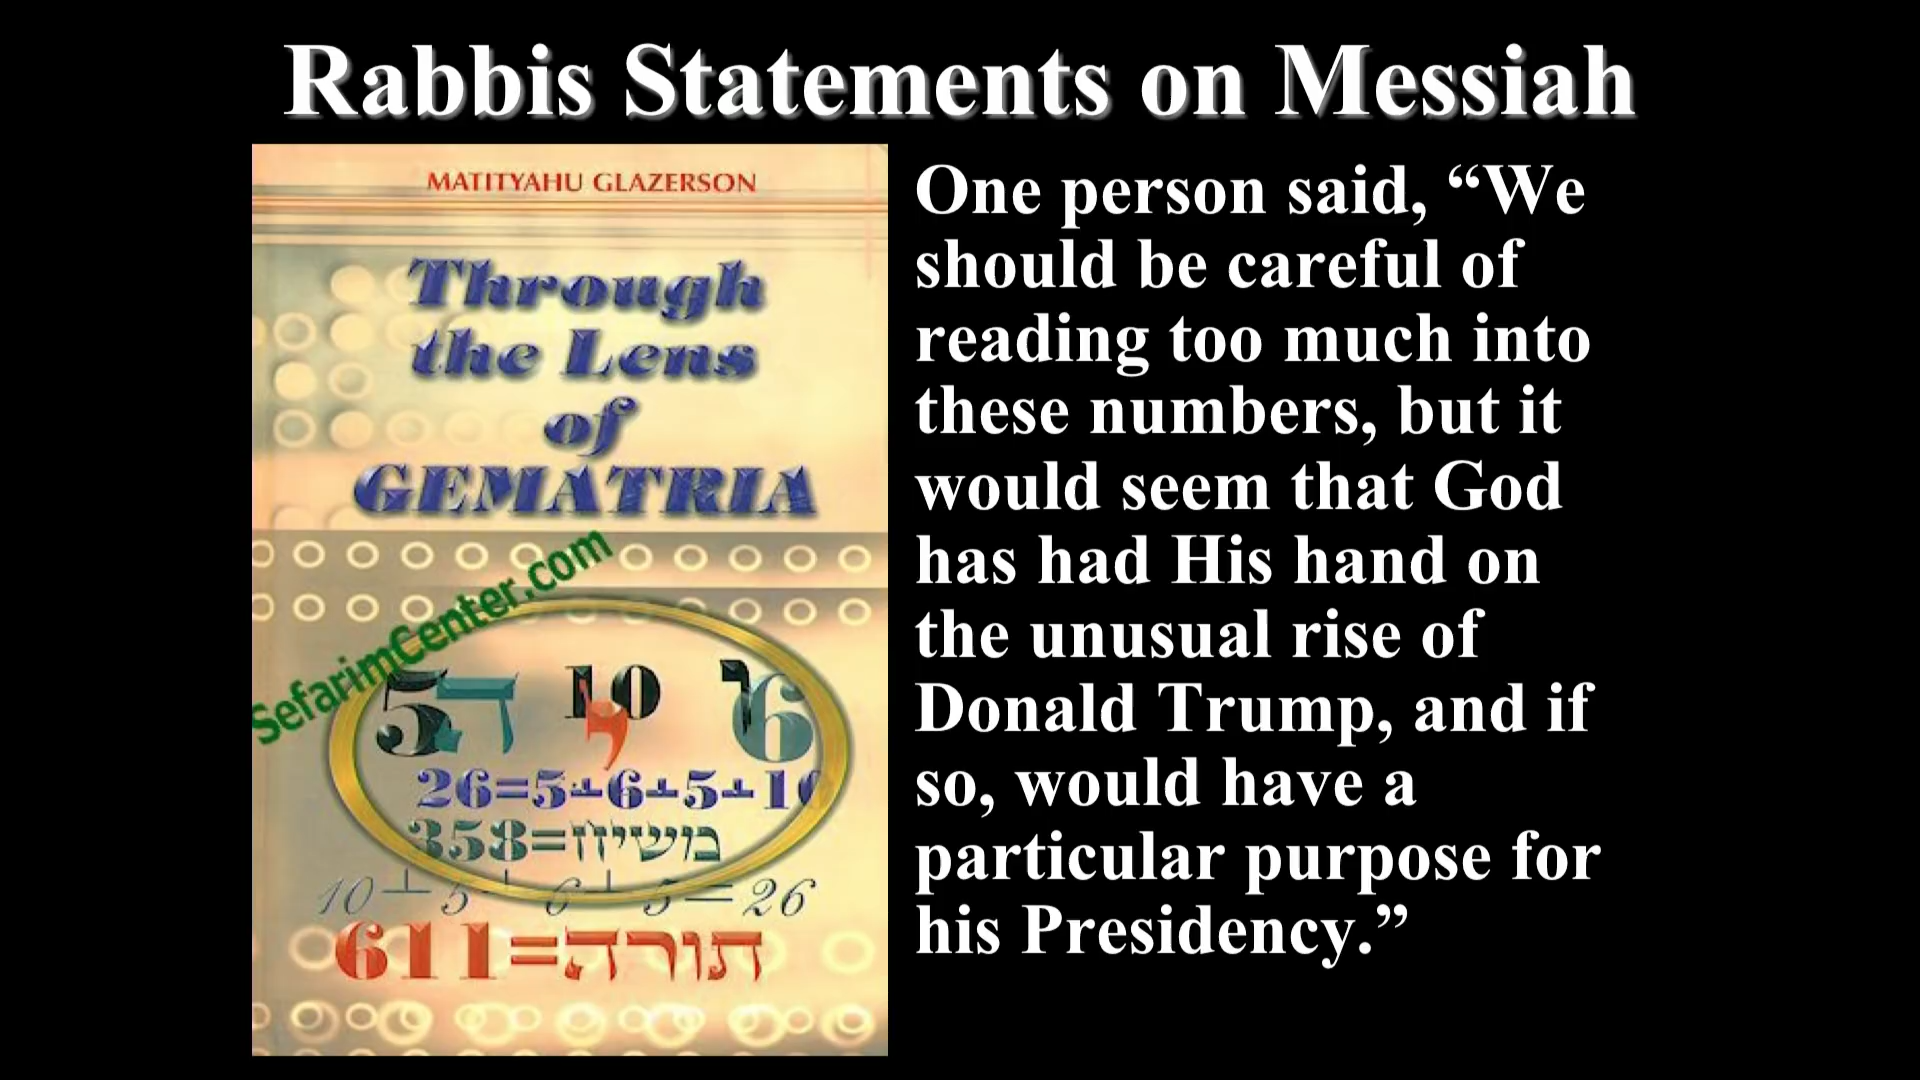 Rabbis Statements on Messiah
MATITYAHU GLAZERSON
Through
the Lens
of
GEMATRIA
SefarimCenter.com
5 ה 10 י ו 6
26=5+6+5+10
358=משיח
10+5+6+5=26
611=תורה
One person said, “We
should be careful of
reading too much into
these numbers, but it
would seem that God
has had His hand on
the unusual rise of
Donald Trump, and if
so, would have a
particular purpose for
his Presidency.”